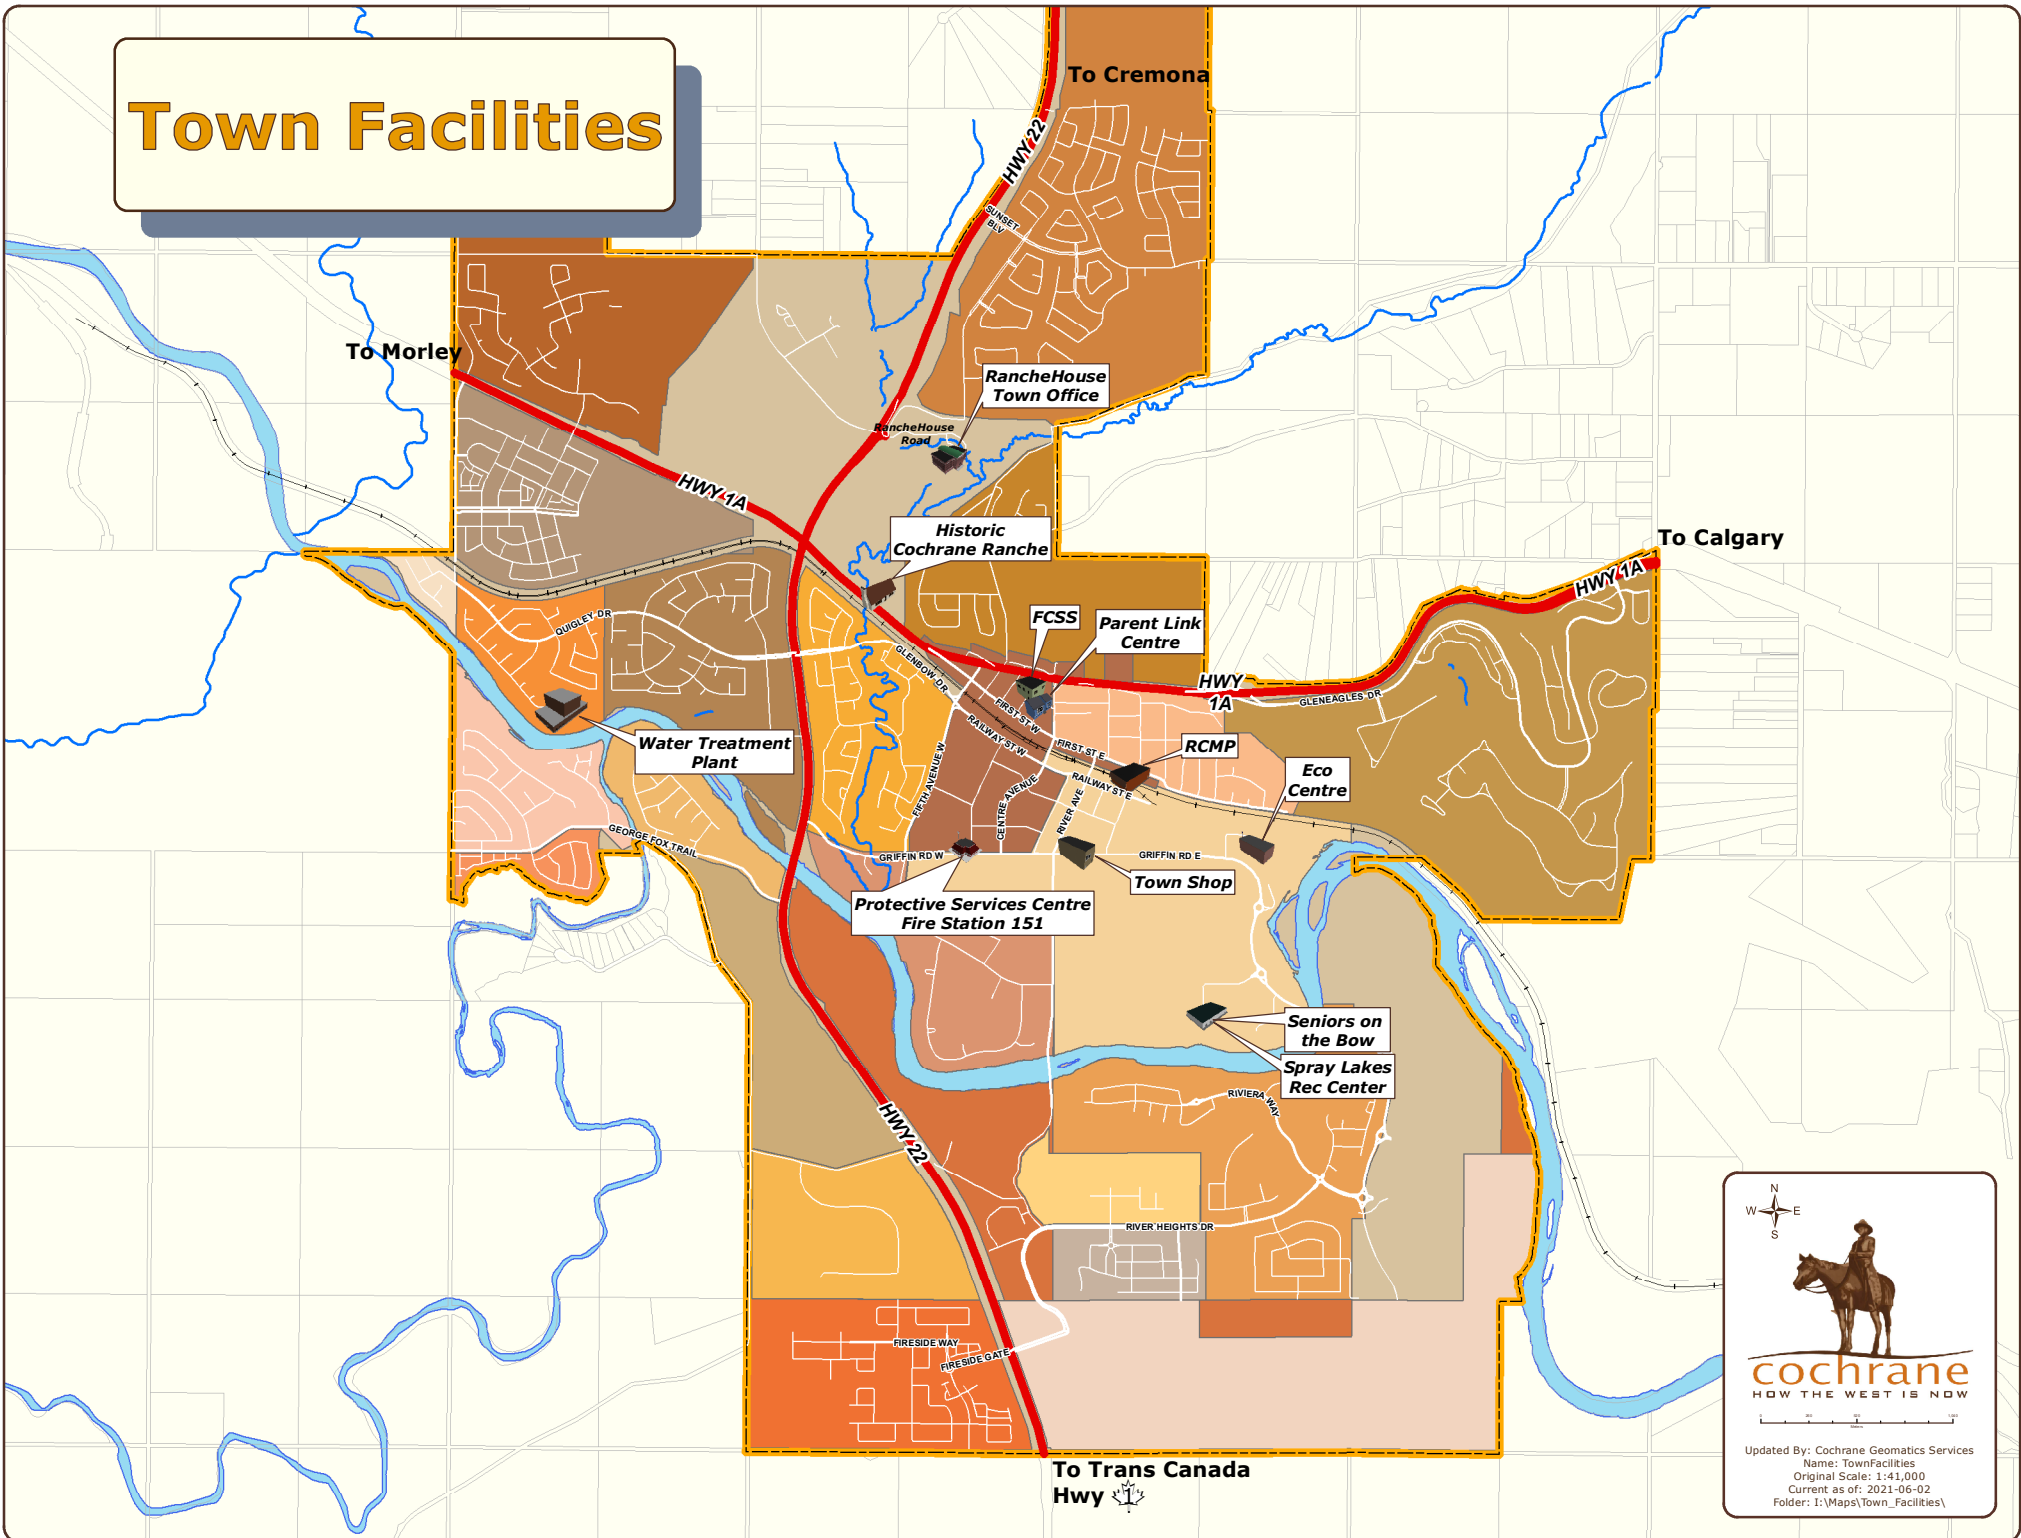 Town Facilities
To Cremona
HWY 22
SUNSET
BLV
To Morley
RancheHouse
Town Office
RancheHouse
Road
HWY 1A
Historic
Cochrane Ranche
To Calgary
HWY 1A
QUIGLEY DR
FCSS
Parent Link
Centre
GLENBOW DR
HWY
1A
GLENEAGLES DR
FIRST ST W
RAILWAY ST W
FIRST ST E
RCMP
Water Treatment
Plant
Eco
Centre
RAILWAY ST E
FIFTH AVENUE W
CENTRE AVENUE
RIVER AVE
GEORGE FOX TRAIL
GRIFFIN RD W
GRIFFIN RD E
Town Shop
Protective Services Centre
Fire Station 151
Seniors on
the Bow
Spray Lakes
Rec Center
RIVIERA WAY
HWY 22
RIVER HEIGHTS DR
FIRESIDE WAY
FIRESIDE GATE
To Trans Canada
Hwy 1
N
W E
S
cochrane
HOW THE WEST IS NOW
Updated By: Cochrane Geomatics Services
Name: TownFacilities
Original Scale: 1:41,000
Current as of: 2021-06-02
Folder: I:\Maps\Town_Facilities\